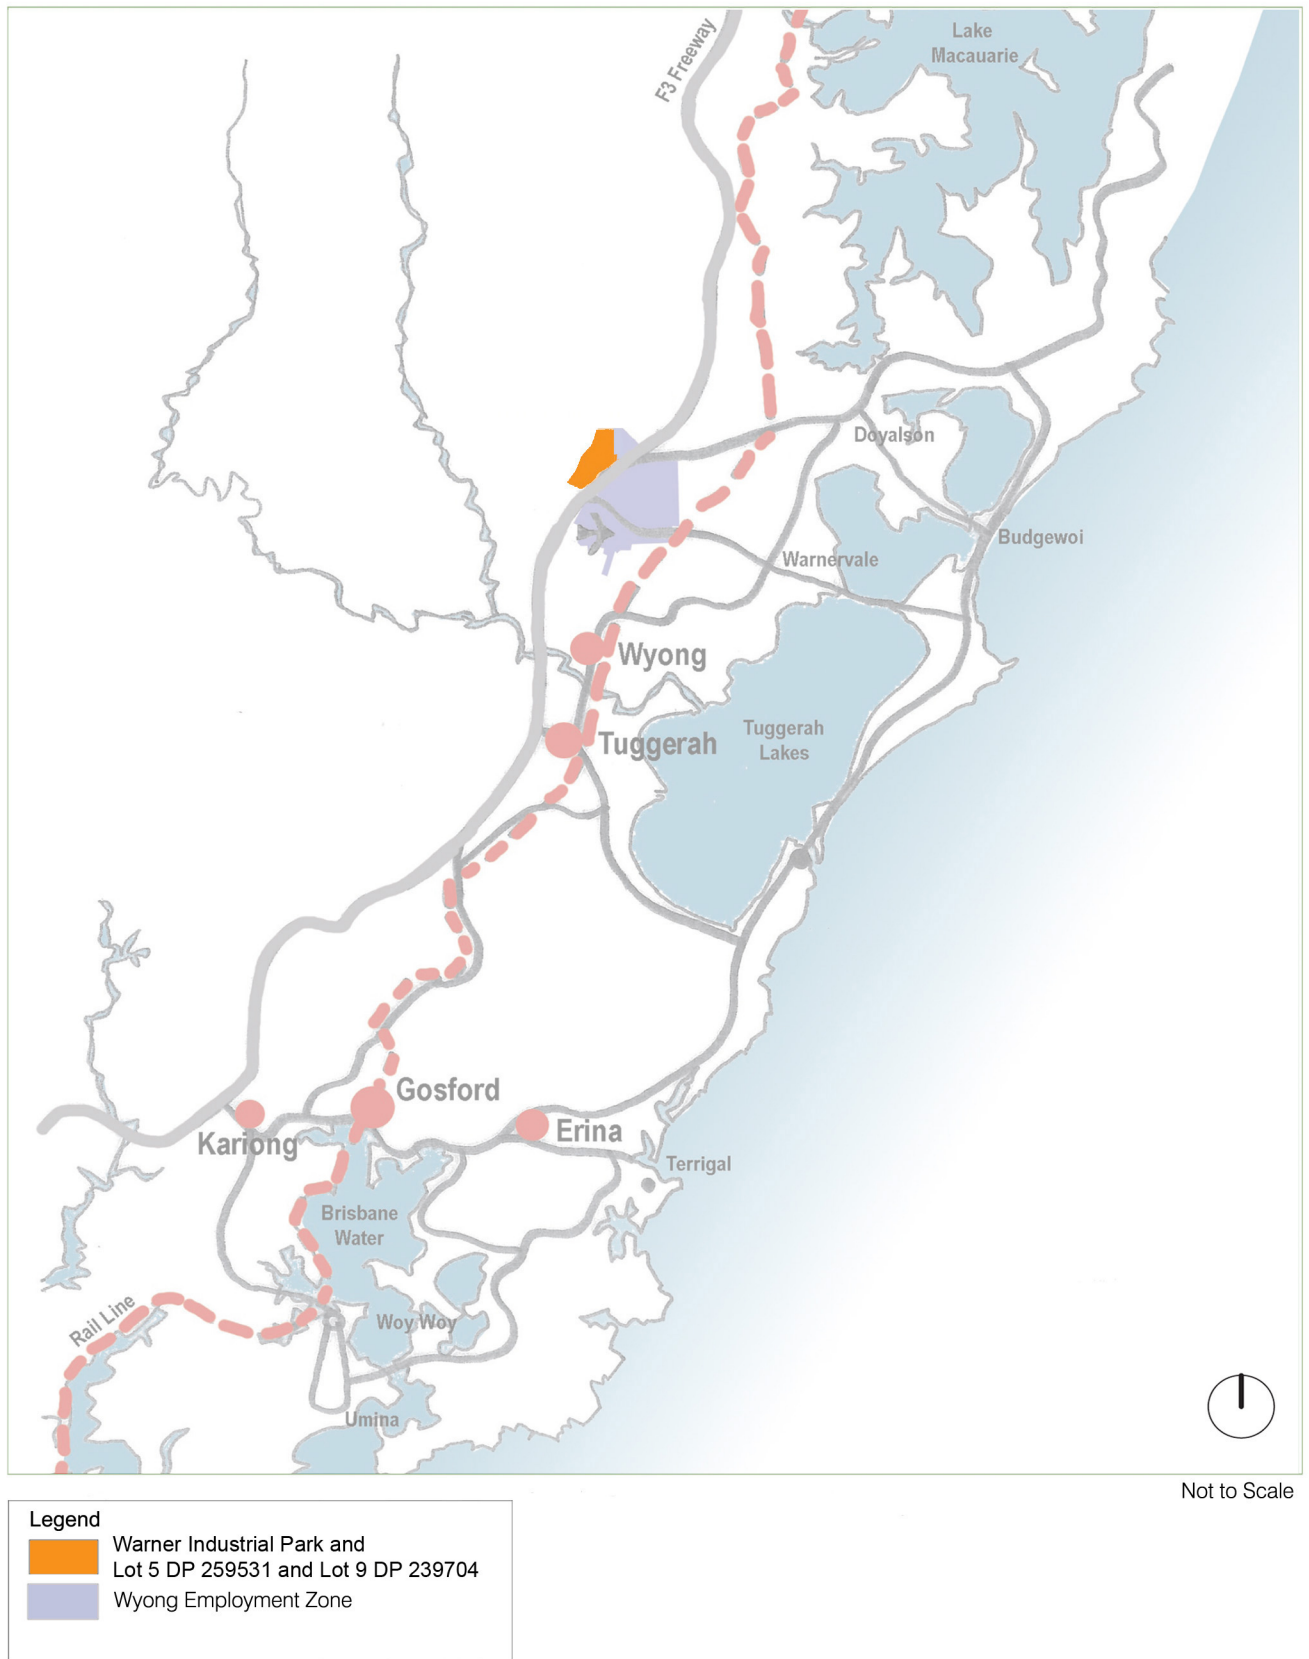 Lake
Macauarie
F3 Freeway
Doyalson
Budgewoi
Warnervale
Wyong
Tuggerah
Tuggerah
Lakes
Gosford
Kariong
Erina
Terrigal
Brisbane
Water
Rail Line
Woy Woy
Umina
Not to Scale
Legend
Warner Industrial Park and
Lot 5 DP 259531 and Lot 9 DP 239704
Wyong Employment Zone